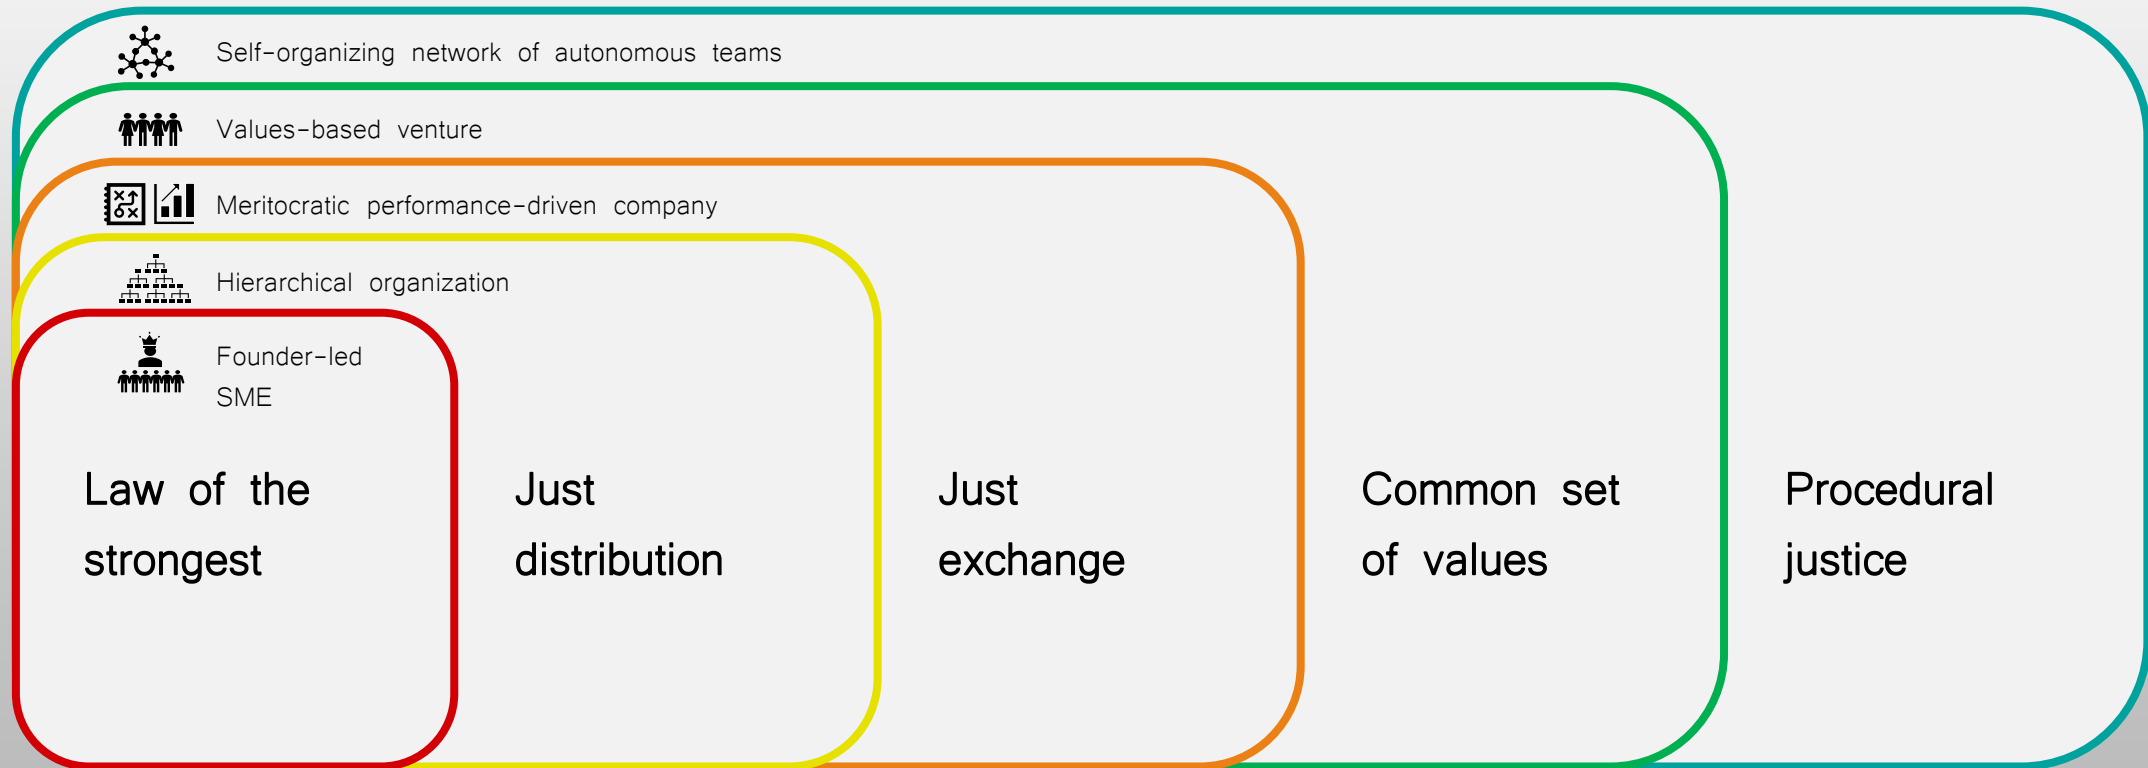 Self-organizing network of autonomous teams
Values-based venture
Meritocratic performance-driven company
Hierarchical organization
Founder-led
SME
Law of the
strongest
Just
distribution
Just
exchange
Common set
of values
Procedural
justice